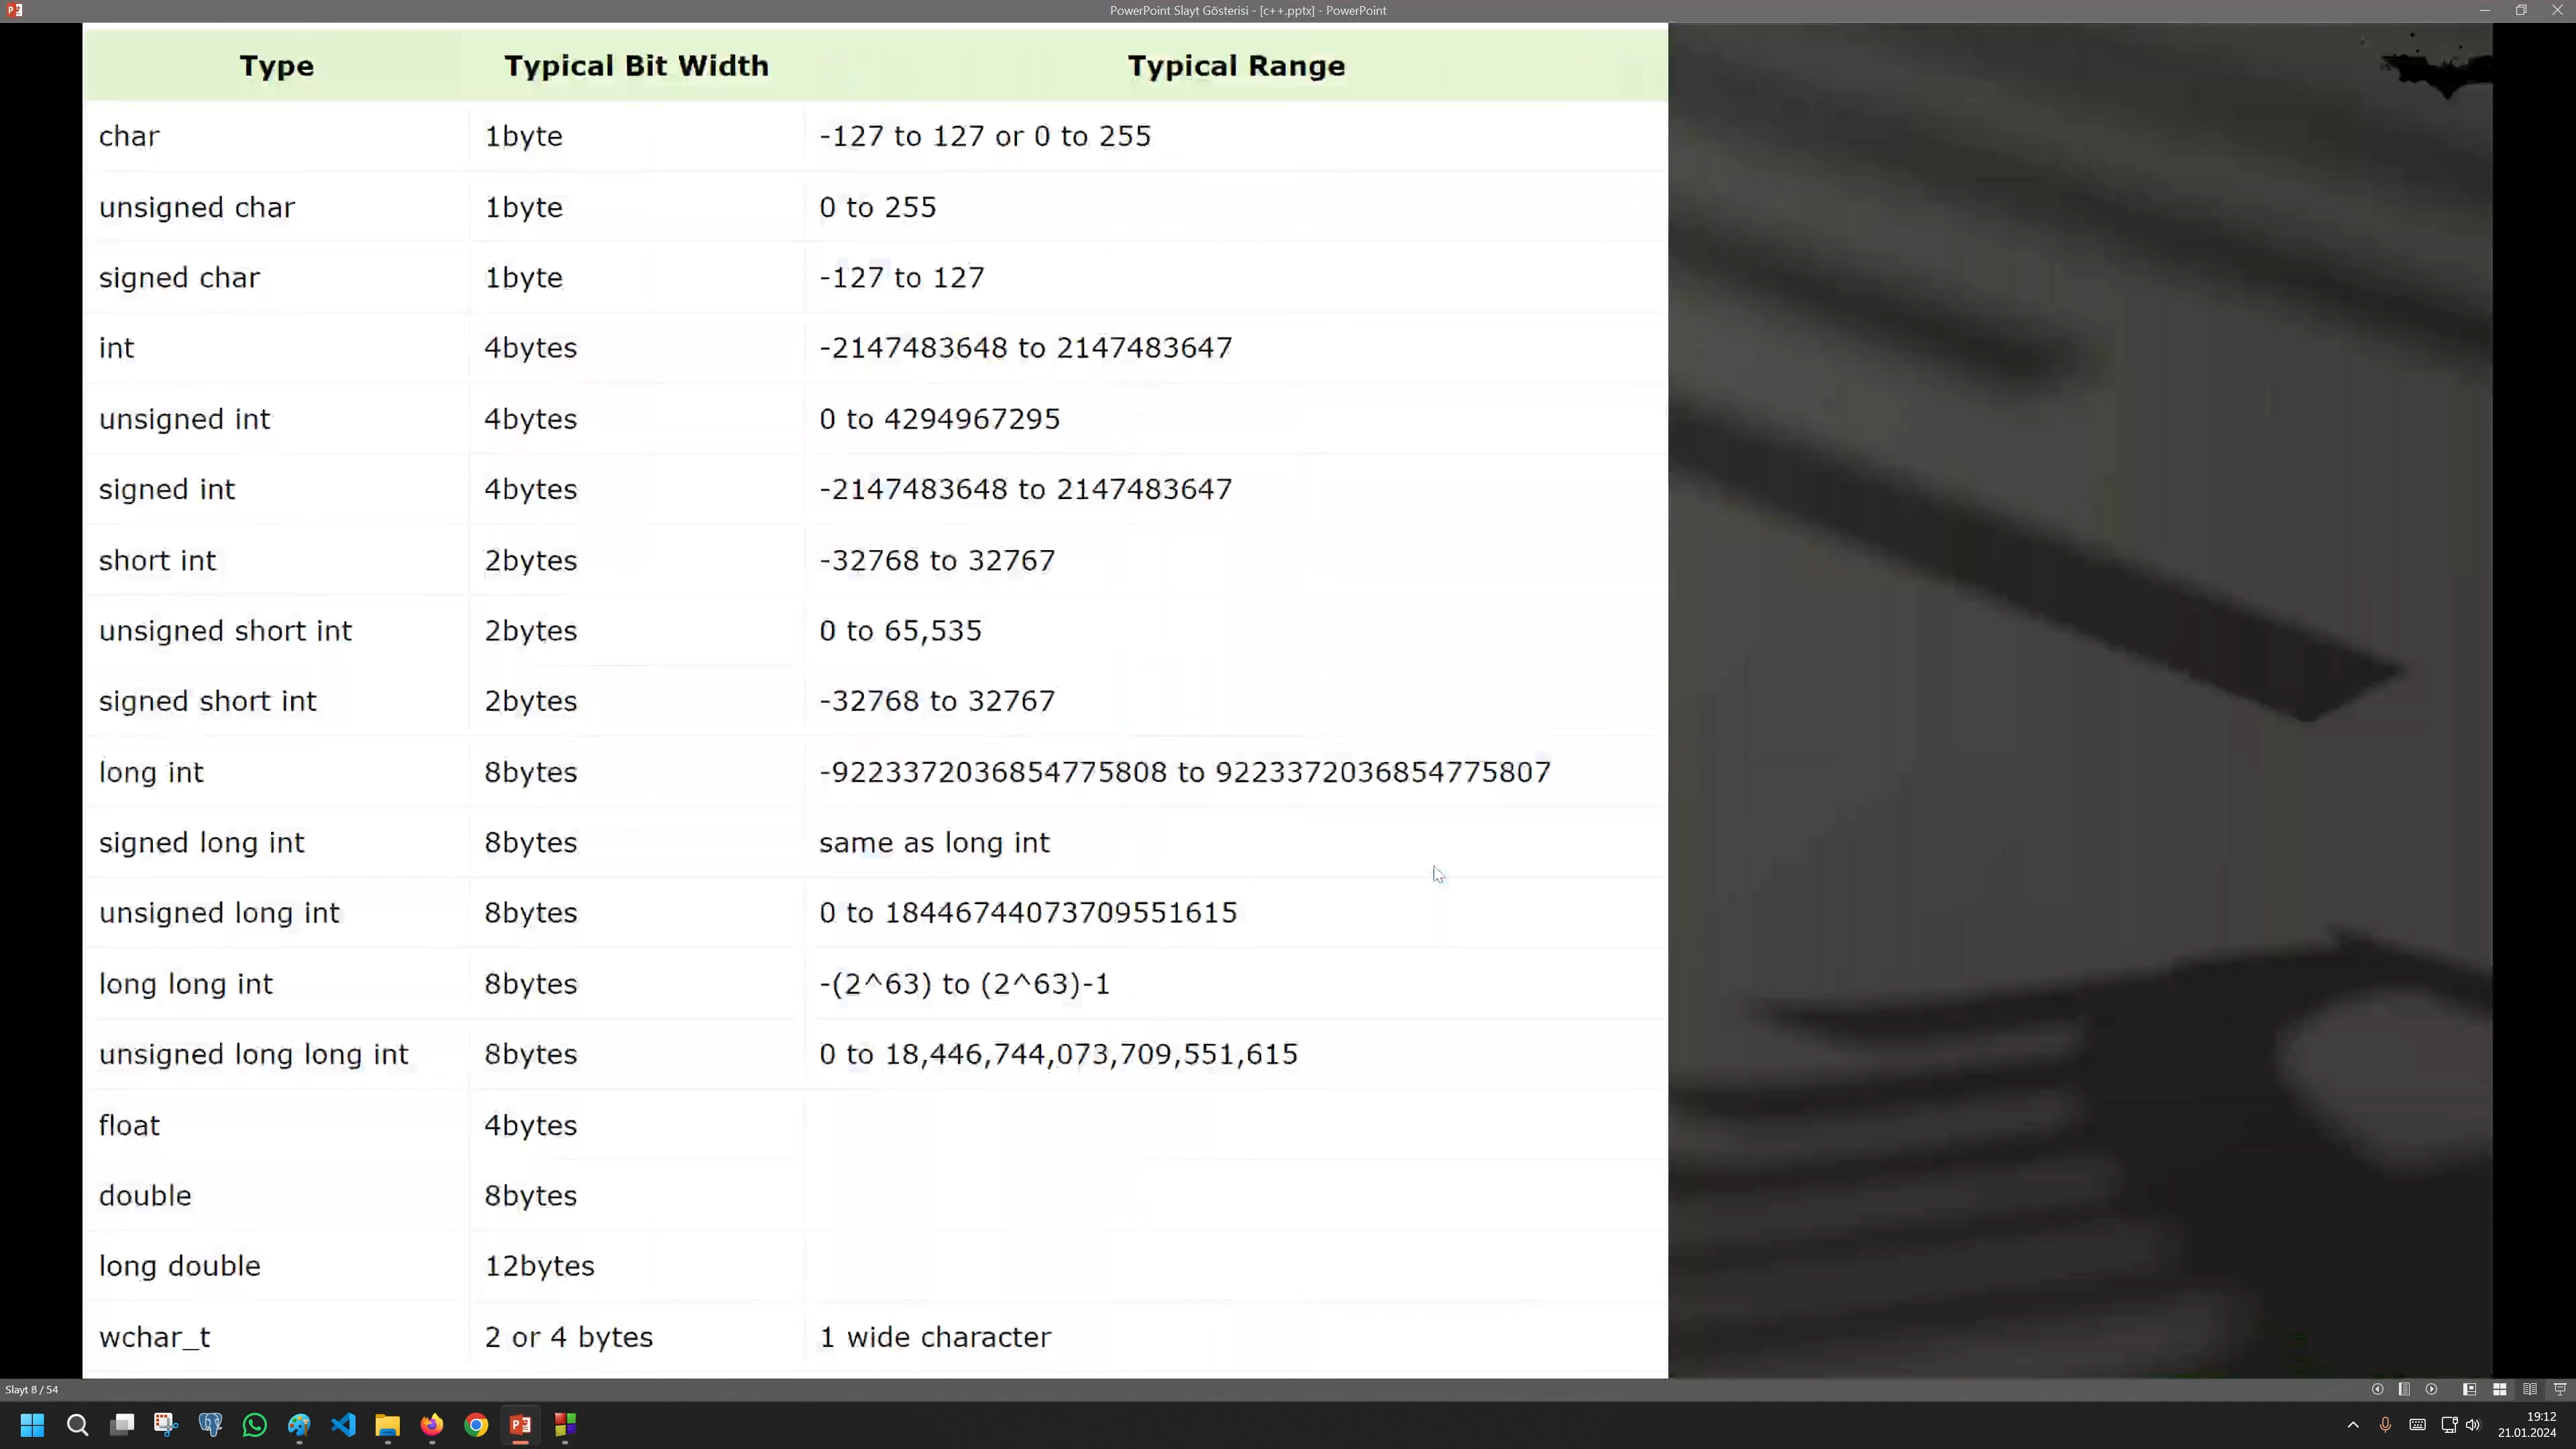 PowerPoint Slayt Gösterisi - [c++.pptx] - PowerPoint
Type Typical Bit Width Typical Range
char 1byte -127 to 127 or 0 to 255
unsigned char 1byte 0 to 255
signed char 1byte -127 to 127
int 4bytes -2147483648 to 2147483647
unsigned int 4bytes 0 to 4294967295
signed int 4bytes -2147483648 to 2147483647
short int 2bytes -32768 to 32767
unsigned short int 2bytes 0 to 65,535
signed short int 2bytes -32768 to 32767
long int 8bytes -9223372036854775808 to 9223372036854775807
signed long int 8bytes same as long int
unsigned long int 8bytes 0 to 18446744073709551615
long long int 8bytes -(2^63) to (2^63)-1
unsigned long long int 8bytes 0 to 18,446,744,073,709,551,615
float 4bytes
double 8bytes
long double 12bytes
wchar_t 2 or 4 bytes 1 wide character
Slayt 8 / 54
19:12
21.01.2024